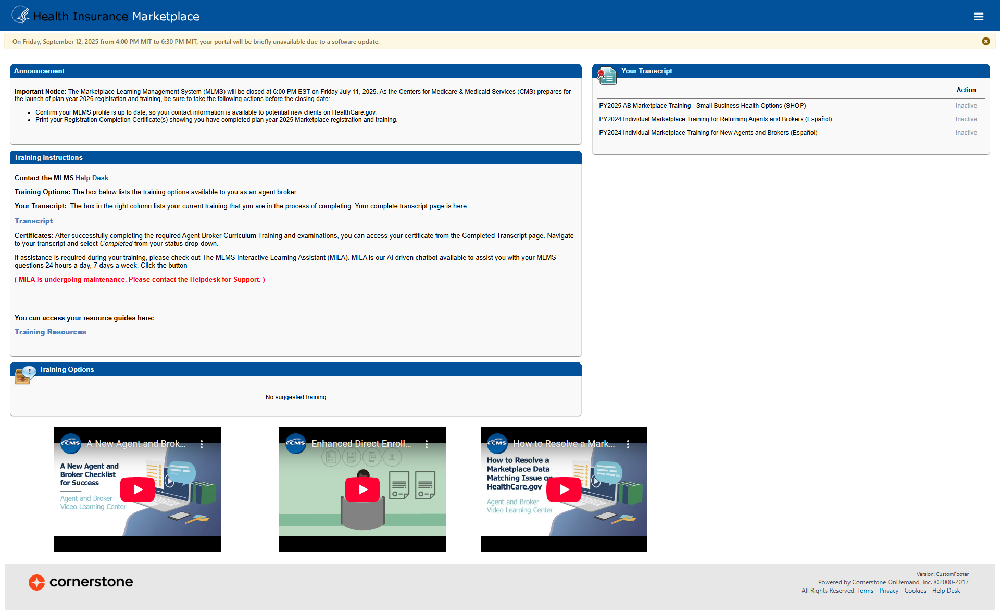 Health Insurance Marketplace
On Friday, September 12, 2025 from 4:00 PM MIT to 6:30 PM MIT, your portal will be briefly unavailable due to a software update.
Announcement
Important Notice: The Marketplace Learning Management System (MLMS) will be closed at 6:00 PM EST on Friday July 11, 2025. As the Centers for Medicare & Medicaid Services (CMS) prepares for
the launch of plan year 2026 registration and training, be sure to take the following actions before the closing date:
• Confirm your MLMS profile is up to date, so your contact information is available to potential new clients on HealthCare.gov.
• Print your Registration Completion Certificate(s) showing you have completed plan year 2025 Marketplace registration and training.
Your Transcript
Action
PY2025 AB Marketplace Training - Small Business Health Options (SHOP) Inactive
PY2024 Individual Marketplace Training for Returning Agents and Brokers (Español) Inactive
PY2024 Individual Marketplace Training for New Agents and Brokers (Español) Inactive
Training Instructions
Contact the MLMS Help Desk
Training Options: The box below lists the training options available to you as an agent broker
Your Transcript: The box in the right column lists your current training that you are in the process of completing. Your complete transcript page is here:
Transcript
Certificates: After successfully completing the required Agent Broker Curriculum Training and examinations, you can access your certificate from the Completed Transcript page. Navigate
to your transcript and select Completed from your status drop-down.
If assistance is required during your training, please check out The MLMS Interactive Learning Assistant (MILA). MILA is our AI driven chatbot available to assist you with your MLMS
questions 24 hours a day, 7 days a week. Click the button
( MILA is undergoing maintenance. Please contact the Helpdesk for Support. )
You can access your resource guides here:
Training Resources
Training Options
No suggested training
CMS A New Agent and Brok...
A New Agent and
Broker Checklist
for Success
Agent and Broker
Video Learning Center
CMS Enhanced Direct Enroll...
CMS How to Resolve a Mark...
How to Resolve a
Marketplace Data
Matching Issue on
HealthCare.gov
Agent and Broker
Video Learning Center
cornerstone
Version: CustomFooter
Powered by Cornerstone OnDemand, Inc. ©2000-2017
All Rights Reserved. Terms - Privacy - Cookies - Help Desk